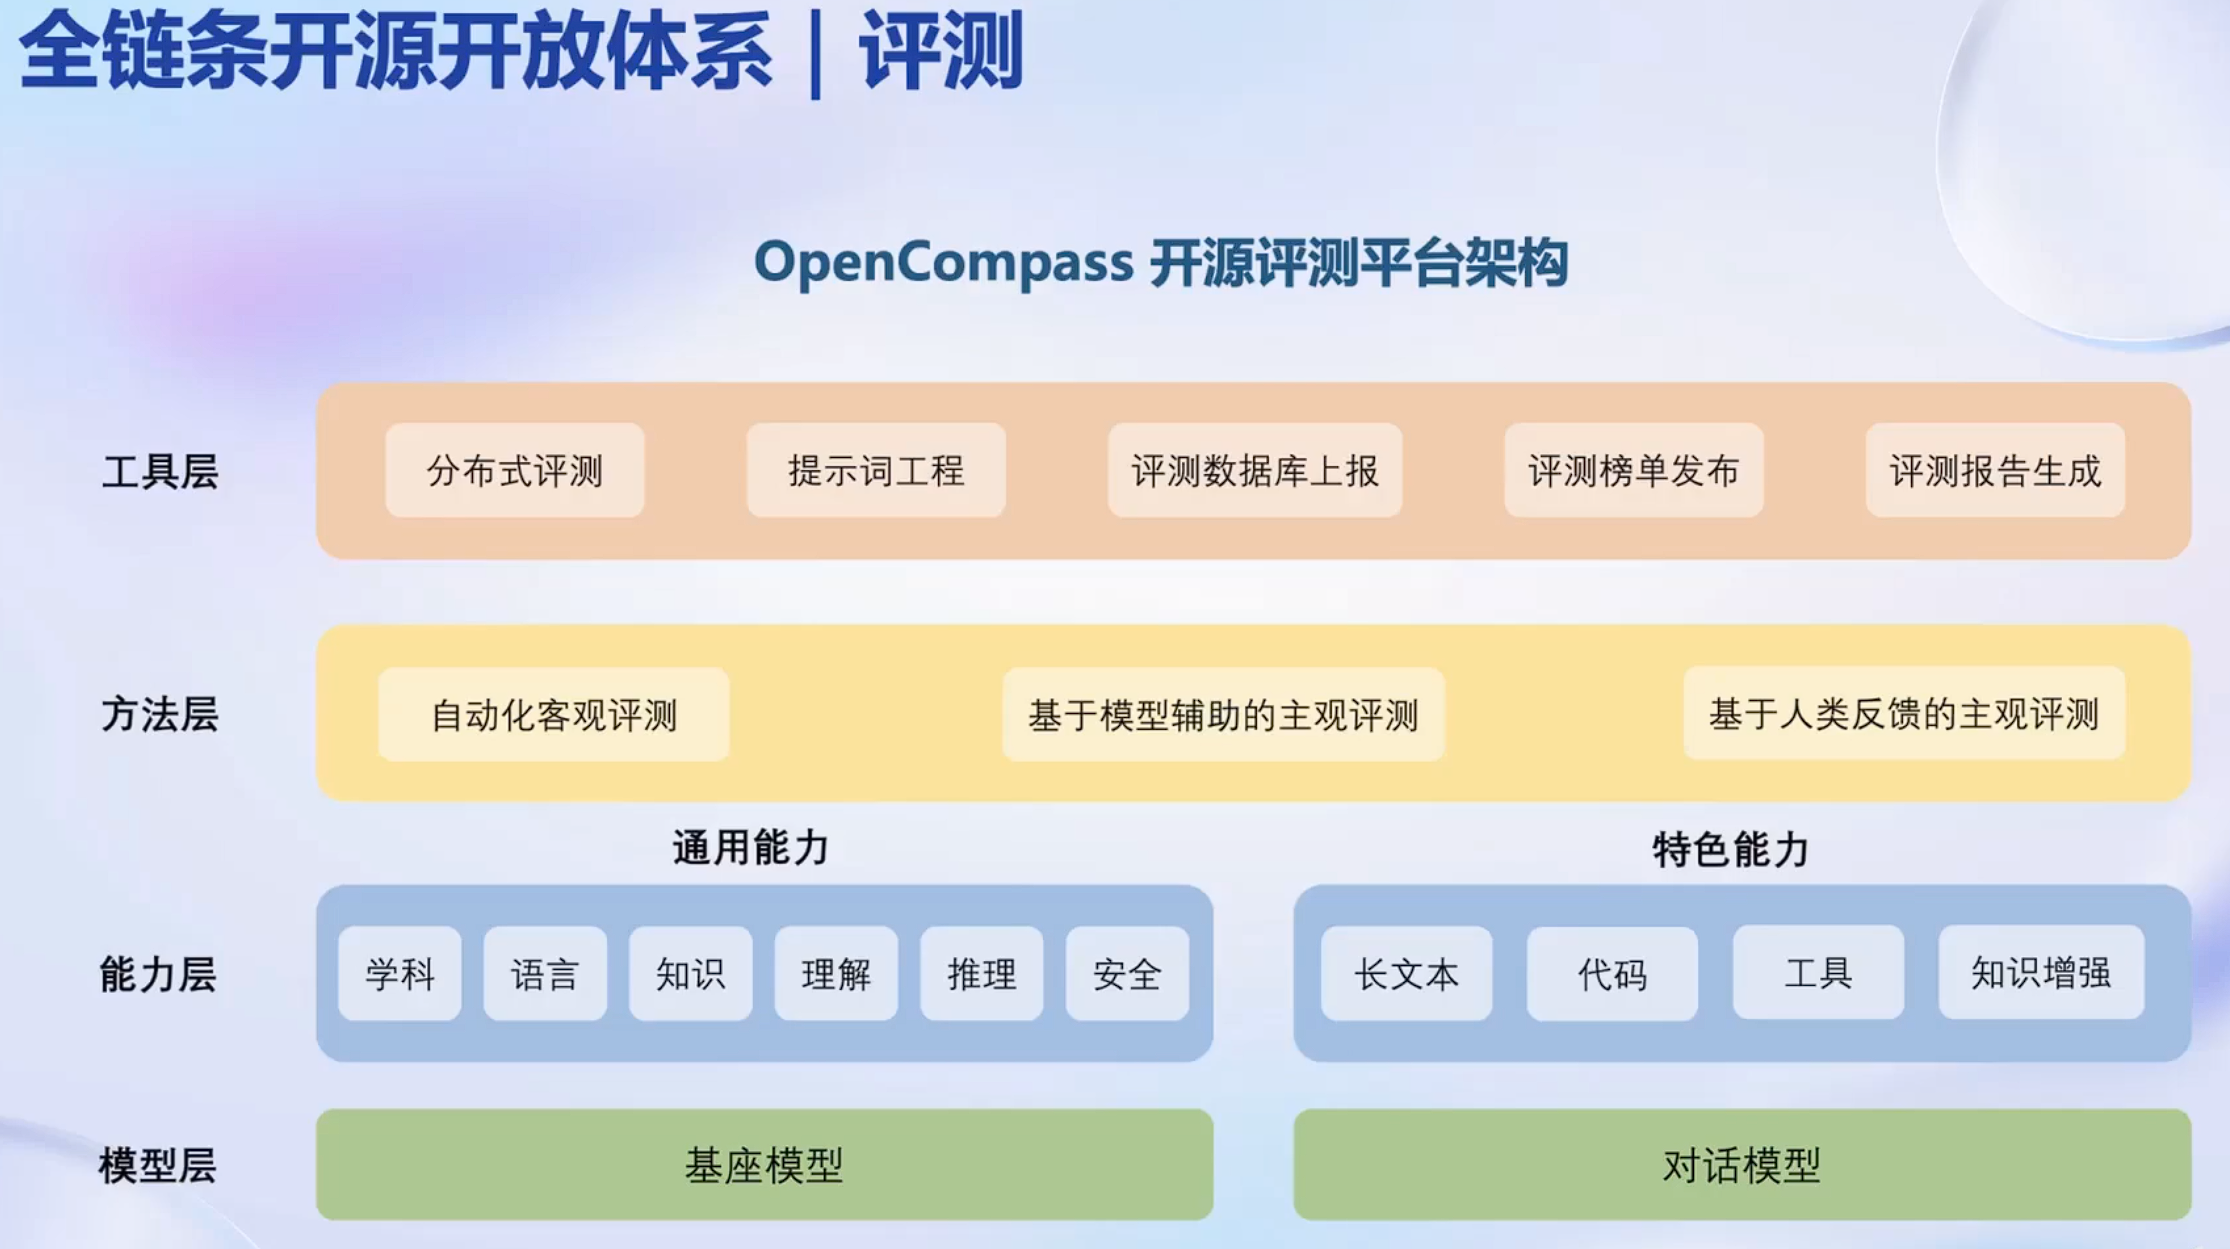 全链条开源开放体系｜评测
OpenCompass 开源评测平台架构
工具层
分布式评测
提示词工程
评测数据库上报
评测榜单发布
评测报告生成
方法层
自动化客观评测
基于模型辅助的主观评测
基于人类反馈的主观评测
通用能力
特色能力
能力层
学科
语言
知识
理解
推理
安全
长文本
代码
工具
知识增强
模型层
基座模型
对话模型